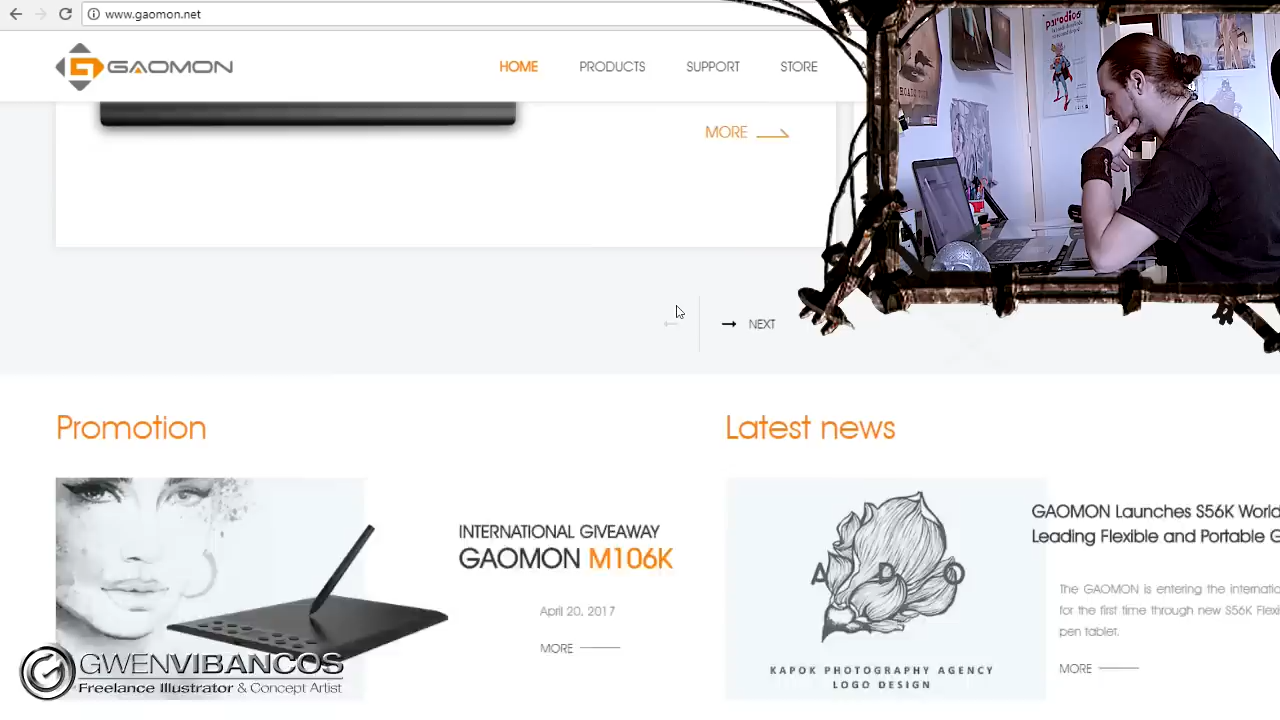 www.gaomon.net
GAOMON
HOME PRODUCTS SUPPORT STORE
MORE
NEXT
Promotion
INTERNATIONAL GIVEAWAY
GAOMON M106K
April 20, 2017
MORE
Latest news
ADO
KAPOK PHOTOGRAPHY AGENCY
LOGO DESIGN
GAOMON Launches S56K World
Leading Flexible and Portable G
The GAOMON is entering the internatio
for the first time through new S56K Flexi
pen tablet.
MORE
GWENVIBANCOS
Freelance Illustrator & Concept Artist